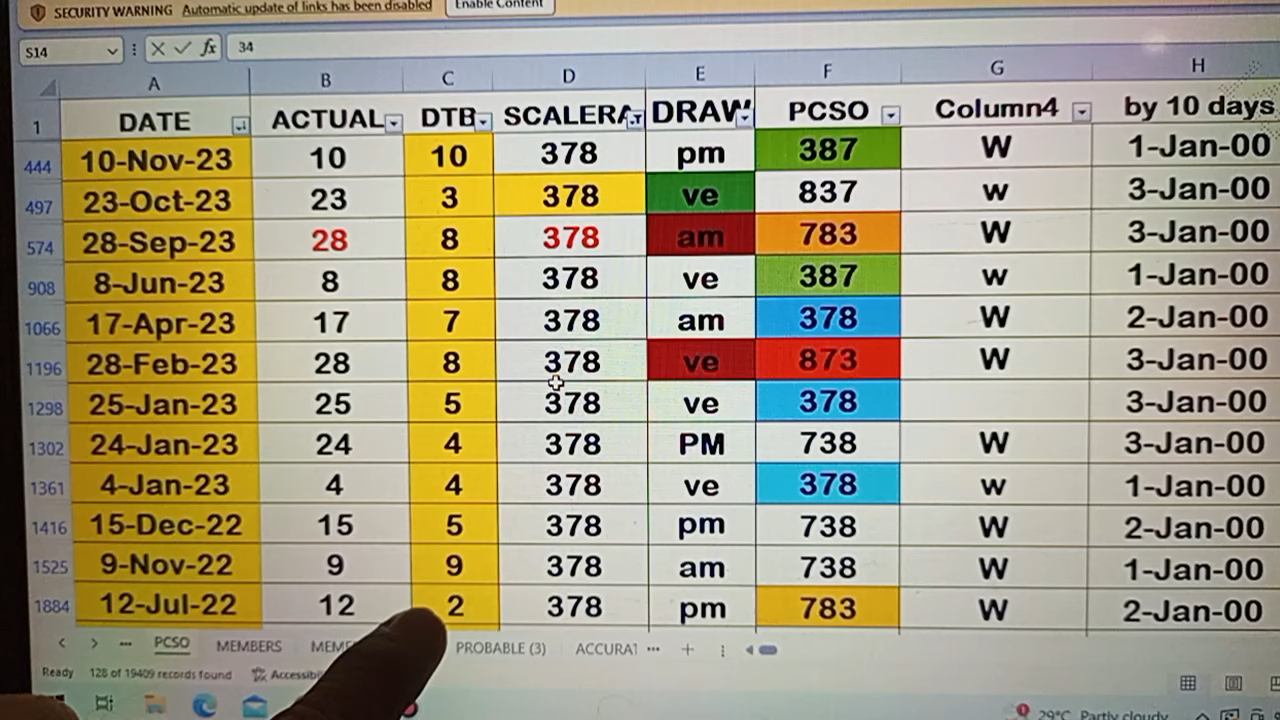 SECURITY WARNING Automatic update of links has been disabled Enable Content
S14 fx 34
A B C D E F G H
1 DATE ACTUAL DTB SCALERA DRAW PCSO Column4 by 10 days
444 10-Nov-23 10 10 378 pm 387 W 1-Jan-00
497 23-Oct-23 23 3 378 ve 837 w 3-Jan-00
574 28-Sep-23 28 8 378 am 783 W 3-Jan-00
908 8-Jun-23 8 8 378 ve 387 w 1-Jan-00
1066 17-Apr-23 17 7 378 am 378 W 2-Jan-00
1196 28-Feb-23 28 8 378 ve 873 W 3-Jan-00
1298 25-Jan-23 25 5 378 ve 378 3-Jan-00
1302 24-Jan-23 24 4 378 PM 738 W 3-Jan-00
1361 4-Jan-23 4 4 378 ve 378 w 1-Jan-00
1416 15-Dec-22 15 5 378 pm 738 W 2-Jan-00
1525 9-Nov-22 9 9 378 am 738 W 1-Jan-00
1884 12-Jul-22 12 2 378 pm 783 W 2-Jan-00
PCSO MEMBERS PROBABLE (3) ACCURAT
Ready 128 of 19409 records found
29°C Partly cloudy